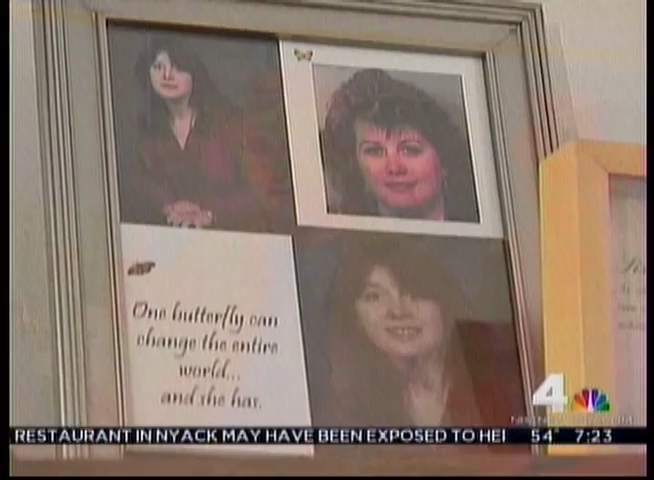 One butterfly can
change the entire
world...
and she has.
4
RESTAURANT IN NYACK MAY HAVE BEEN EXPOSED TO HE
54° 7:23